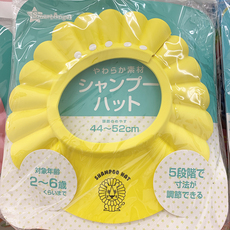 やわらか素材
シャンプー
ハット
44〜52cm
対象年齢
2〜6歳
くらいまで
5段階で
寸法が
調節できる
SHAMPOO HAT